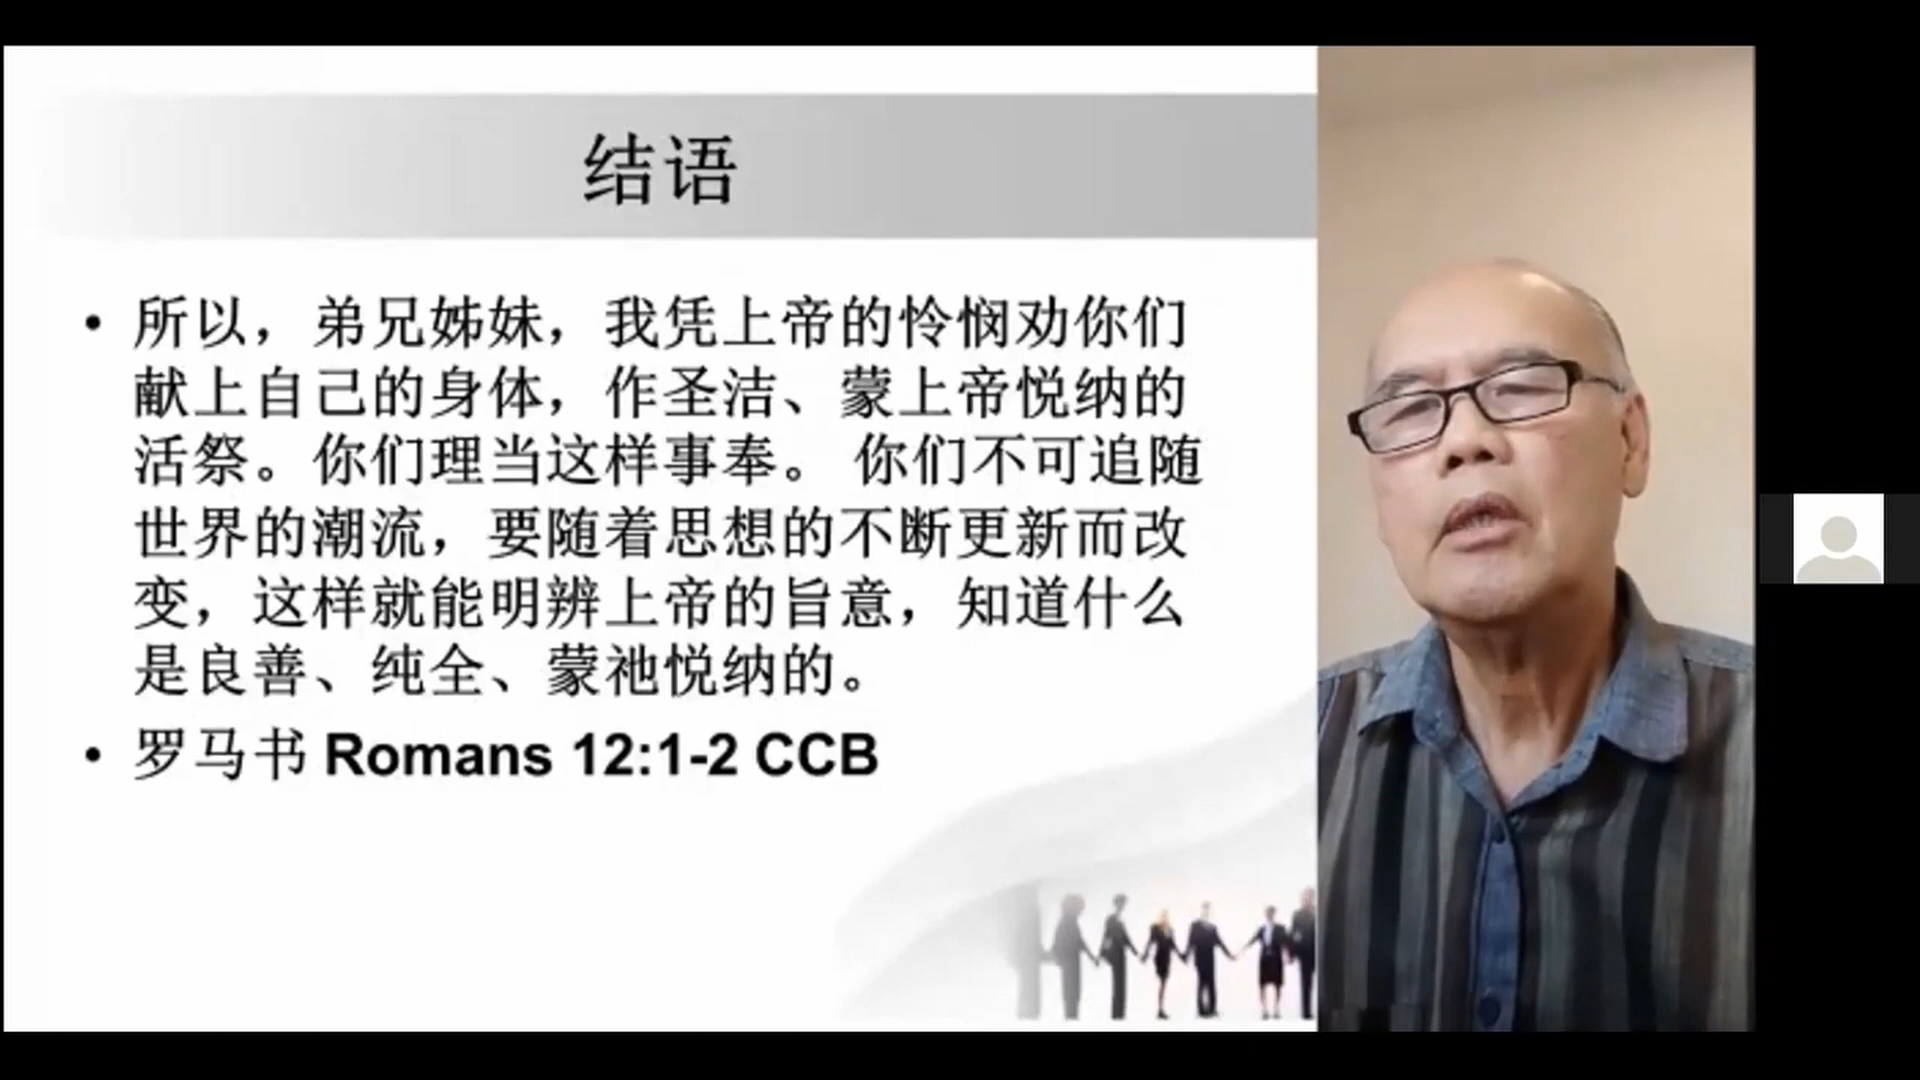 结语
• 所以，弟兄姊妹，我凭上帝的怜悯劝你们
献上自己的身体，作圣洁、蒙上帝悦纳的
活祭。你们理当这样事奉。 你们不可追随
世界的潮流，要随着思想的不断更新而改
变，这样就能明辨上帝的旨意，知道什么
是良善、纯全、蒙祂悦纳的。
• 罗马书 Romans 12:1-2 CCB